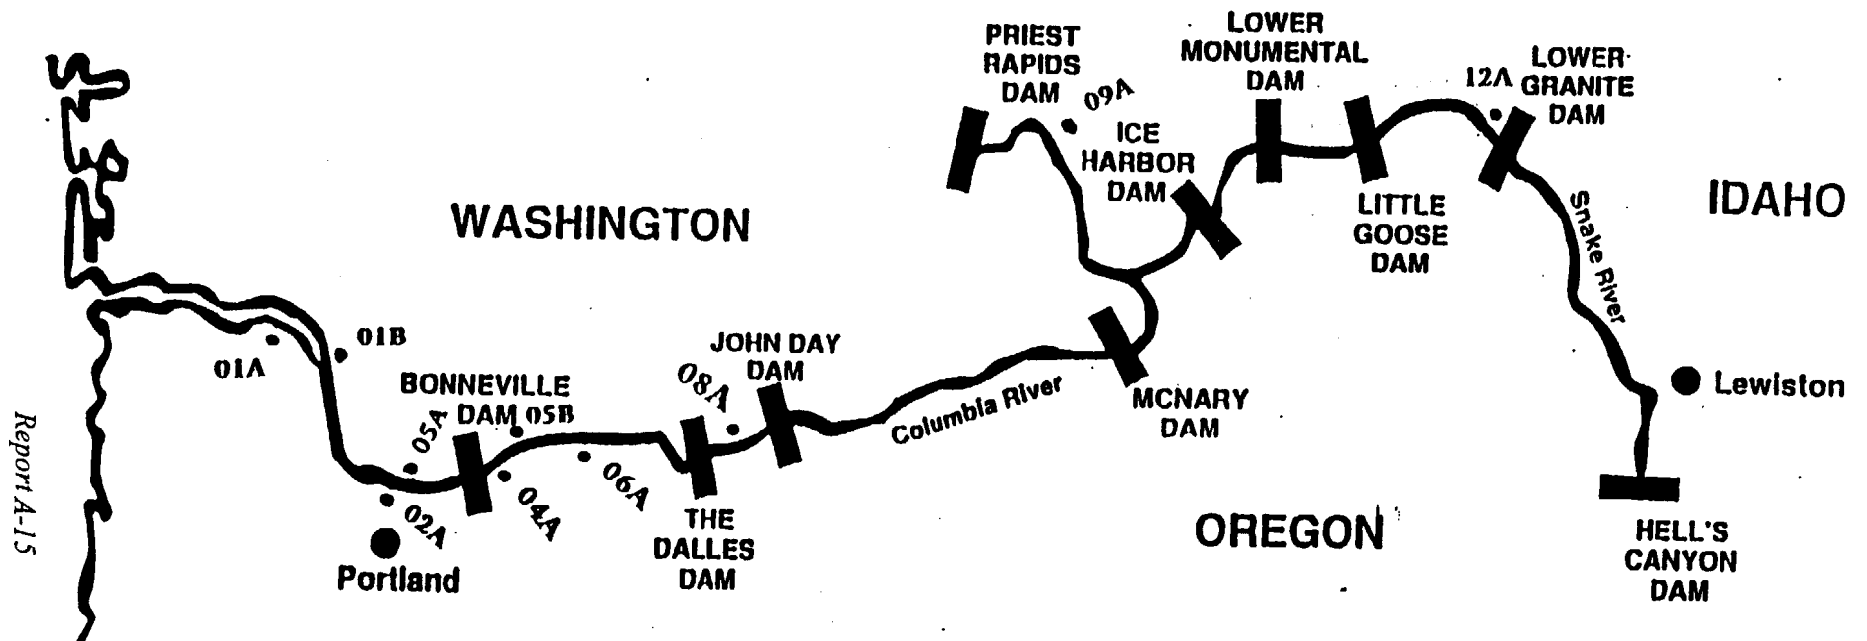 PRIEST
RAPIDS
DAM
09A
ICE
HARBOR
DAM
LOWER
MONUMENTAL
DAM
12A
LOWER
GRANITE
DAM
LITTLE
GOOSE
DAM
Snake River
IDAHO
WASHINGTON
01A
01B
BONNEVILLE
DAM
05A
05B
02A
Portland
04A
06A
08A
JOHN DAY
DAM
THE
DALLES
DAM
Columbia River
MCNARY
DAM
OREGON
Lewiston
HELL'S
CANYON
DAM
Report A-15